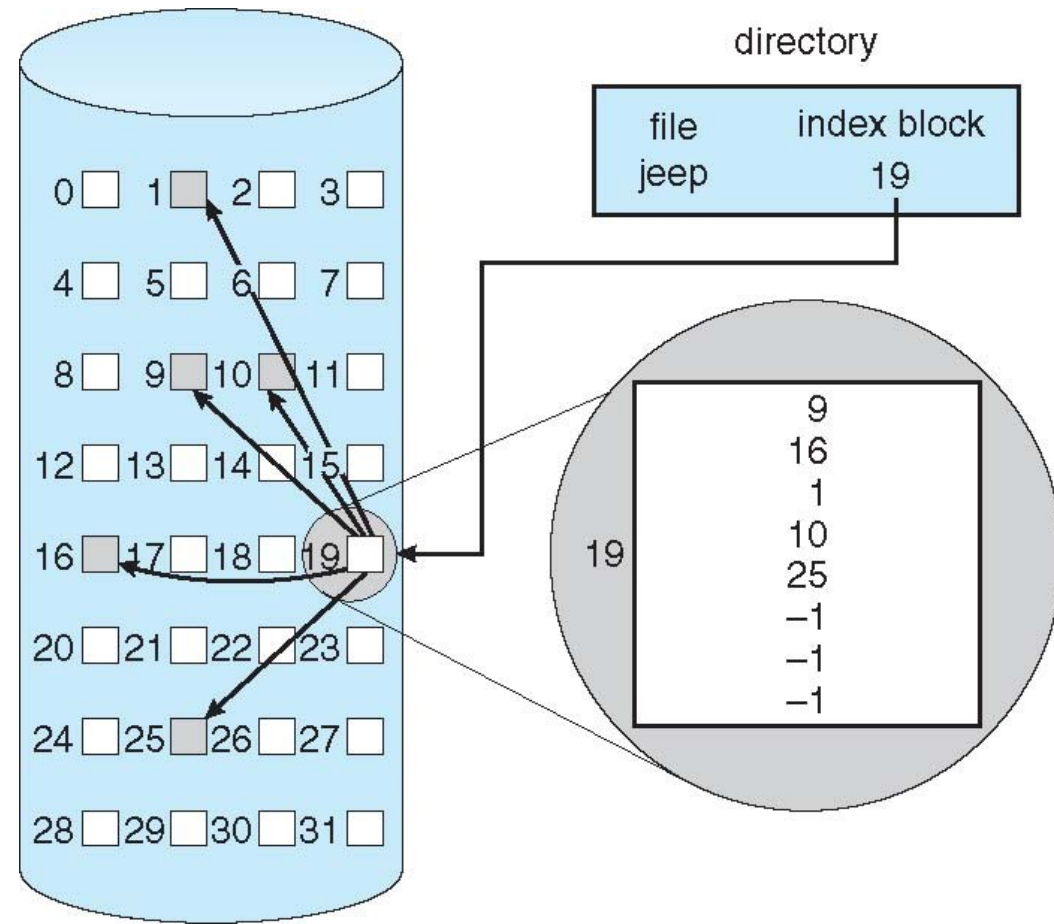 directory
file index block
jeep 19
0 1 2 3
4 5 6 7
8 9 10 11
12 13 14 15
16 17 18 19
20 21 22 23
24 25 26 27
28 29 30 31
19
9
16
1
10
25
–1
–1
–1